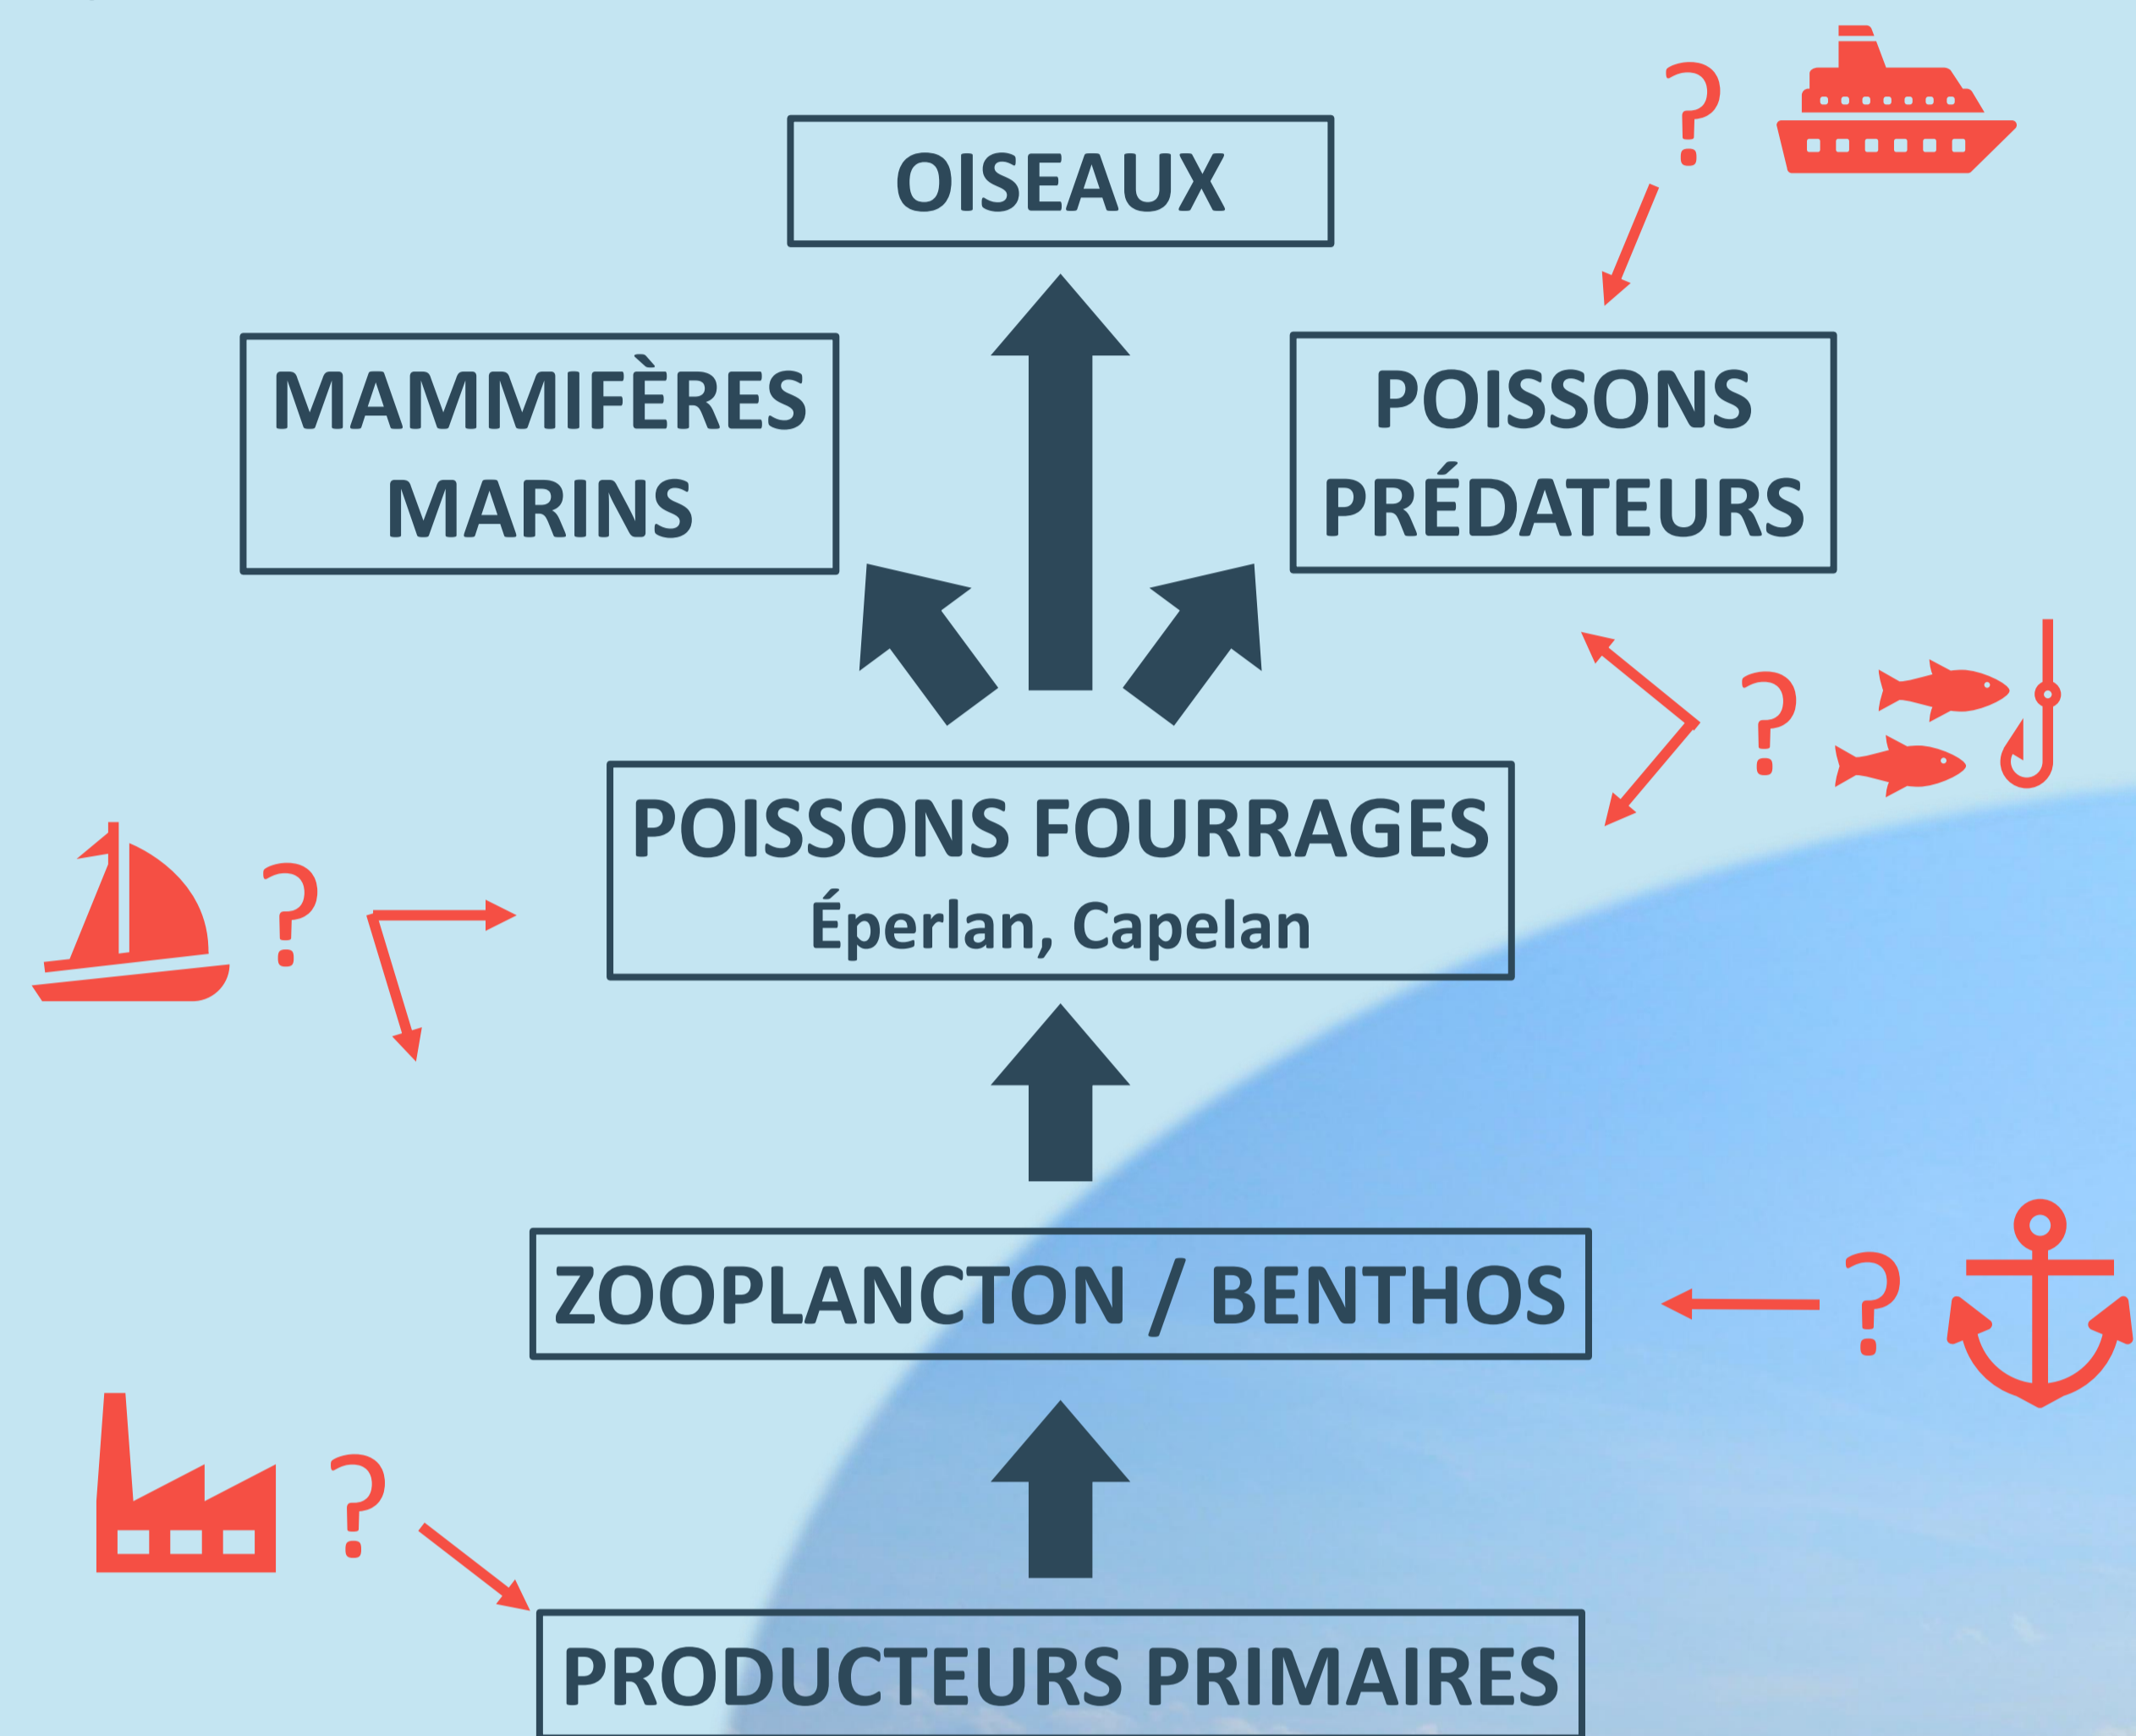 ?
OISEAUX
MAMMIFÈRES
MARINS
POISSONS
PRÉDATEURS
?
POISSONS FOURRAGES
Éperlan, Capelan
?
ZOOPLANCTON / BENTHOS
?
?
PRODUCTEURS PRIMAIRES